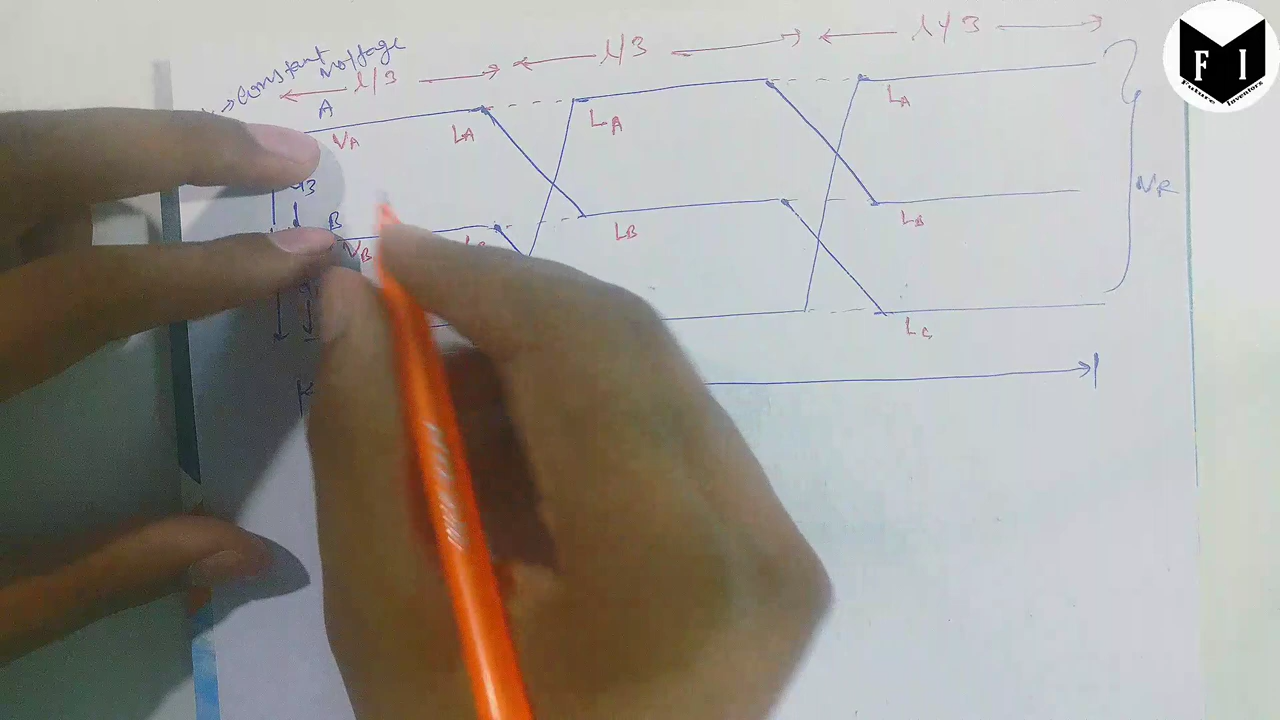 Constant
Voltage
l/3
l/3
l/3
A
VA
LA
LA
LA
B
VB
LB
LB
LC
VR
F I
Future
Inventors